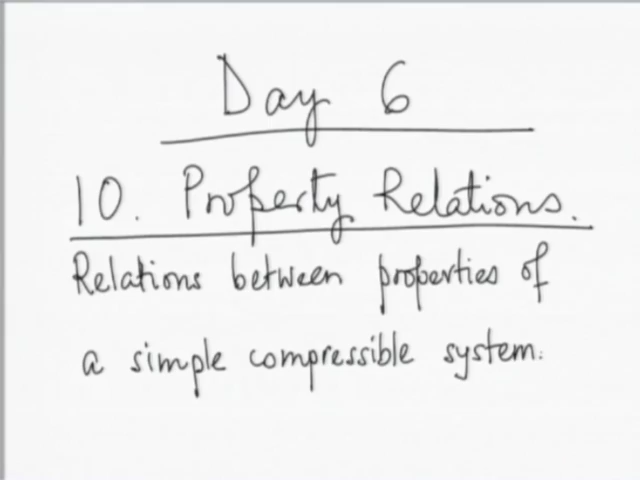 Day 6
10. Property Relations.
Relations between properties of
a simple compressible system.